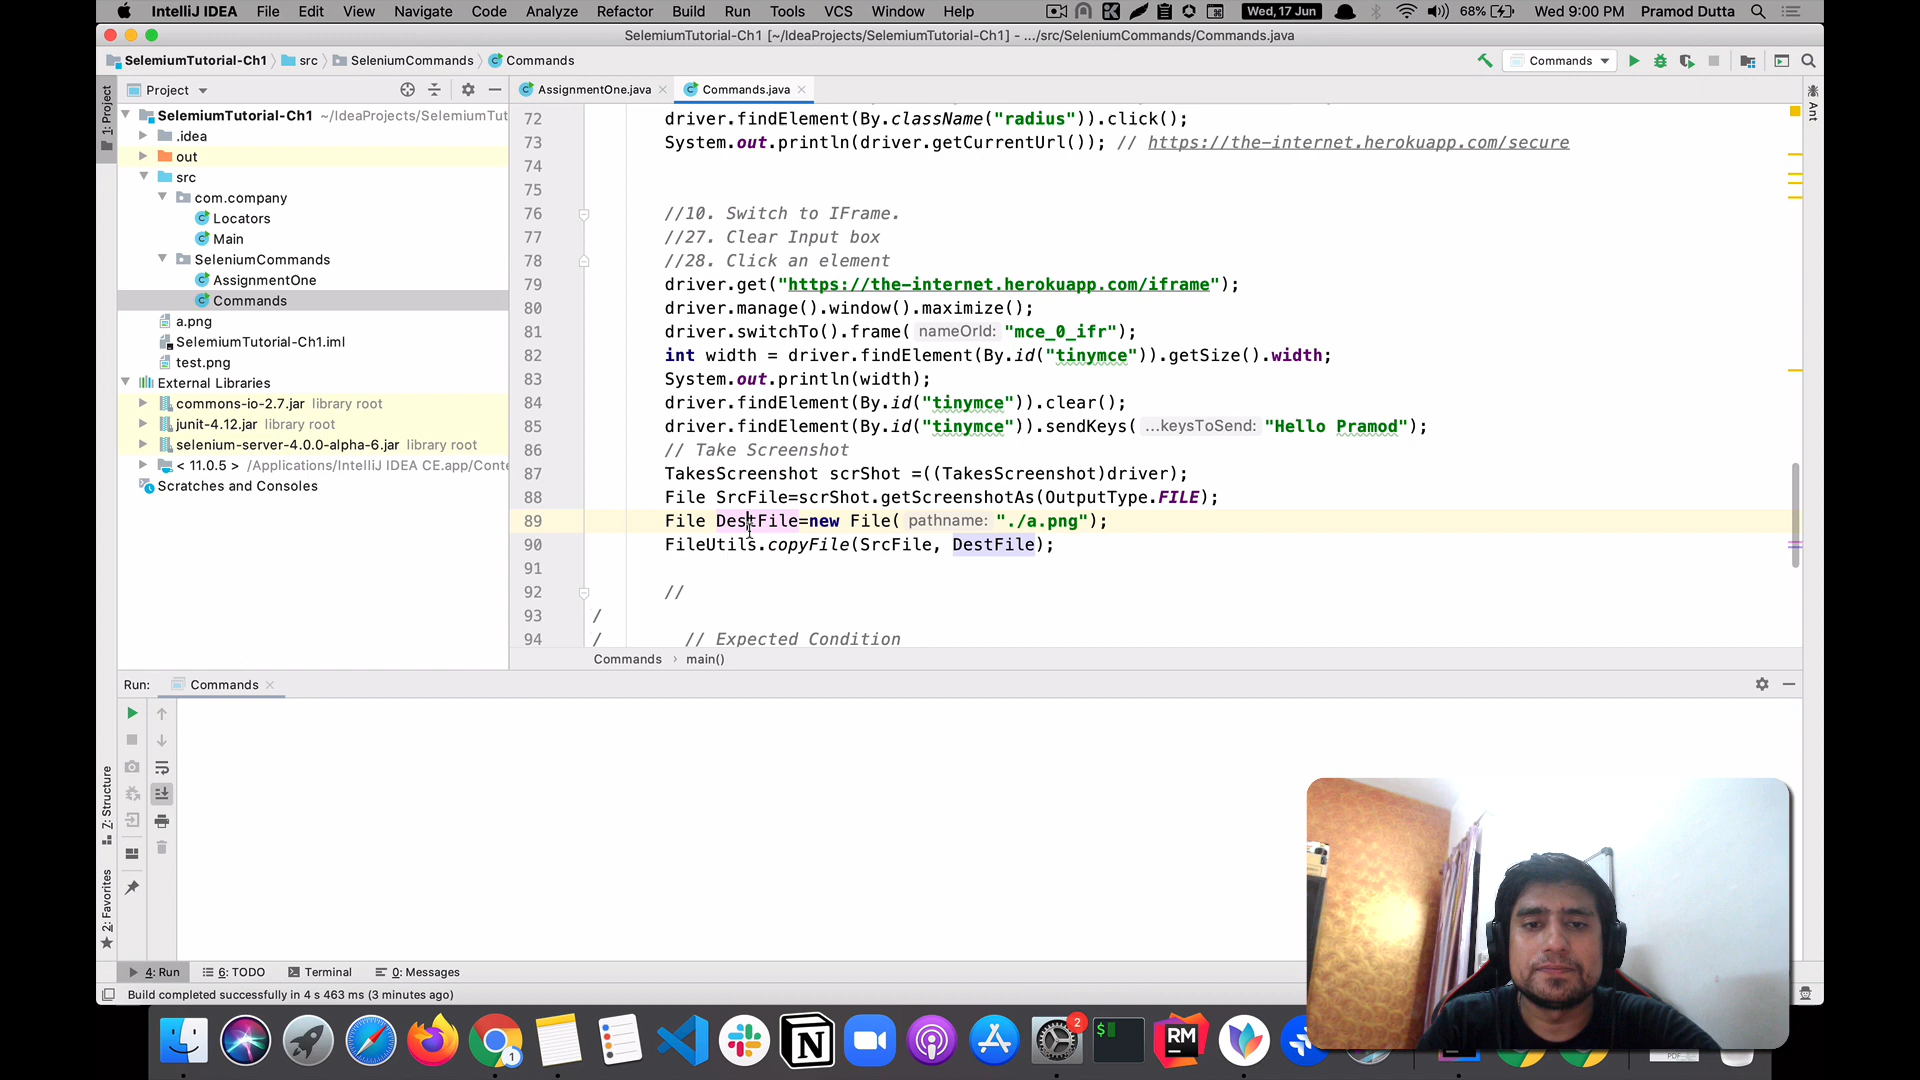 IntelliJ IDEA File Edit View Navigate Code Analyze Refactor Build Run Tools VCS Window Help Wed, 17 Jun 68% Wed 9:00 PM Pramod Dutta
SelemiumTutorial-Ch1 [~/IdeaProjects/SelemiumTutorial-Ch1] - .../src/SeleniumCommands/Commands.java
SelemiumTutorial-Ch1 src SeleniumCommands Commands Commands
1: Project
Project
SelemiumTutorial-Ch1 ~/IdeaProjects/SelemiumTut
.idea
out
src
com.company
Locators
Main
SeleniumCommands
AssignmentOne
Commands
a.png
SelemiumTutorial-Ch1.iml
test.png
External Libraries
commons-io-2.7.jar library root
junit-4.12.jar library root
selenium-server-4.0.0-alpha-6.jar library root
< 11.0.5 > /Applications/IntelliJ IDEA CE.app/Conte
Scratches and Consoles
AssignmentOne.java Commands.java
Ant
72 driver.findElement(By.className("radius")).click();
73 System.out.println(driver.getCurrentUrl()); // https://the-internet.herokuapp.com/secure
74
75
76 //10. Switch to IFrame.
77 //27. Clear Input box
78 //28. Click an element
79 driver.get("https://the-internet.herokuapp.com/iframe");
80 driver.manage().window().maximize();
81 driver.switchTo().frame( nameOrId: "mce_0_ifr");
82 int width = driver.findElement(By.id("tinymce")).getSize().width;
83 System.out.println(width);
84 driver.findElement(By.id("tinymce")).clear();
85 driver.findElement(By.id("tinymce")).sendKeys( ...keysToSend: "Hello Pramod");
86 // Take Screenshot
87 TakesScreenshot scrShot =((TakesScreenshot)driver);
88 File SrcFile=scrShot.getScreenshotAs(OutputType.FILE);
89 File DestFile=new File( pathname: "./a.png");
90 FileUtils.copyFile(SrcFile, DestFile);
91
92 //
93 /
94 / // Expected Condition
Commands main()
Run: Commands
7: Structure
2: Favorites
4: Run 6: TODO Terminal 0: Messages
Build completed successfully in 4 s 463 ms (3 minutes ago)
1
2
$
RM
PDF